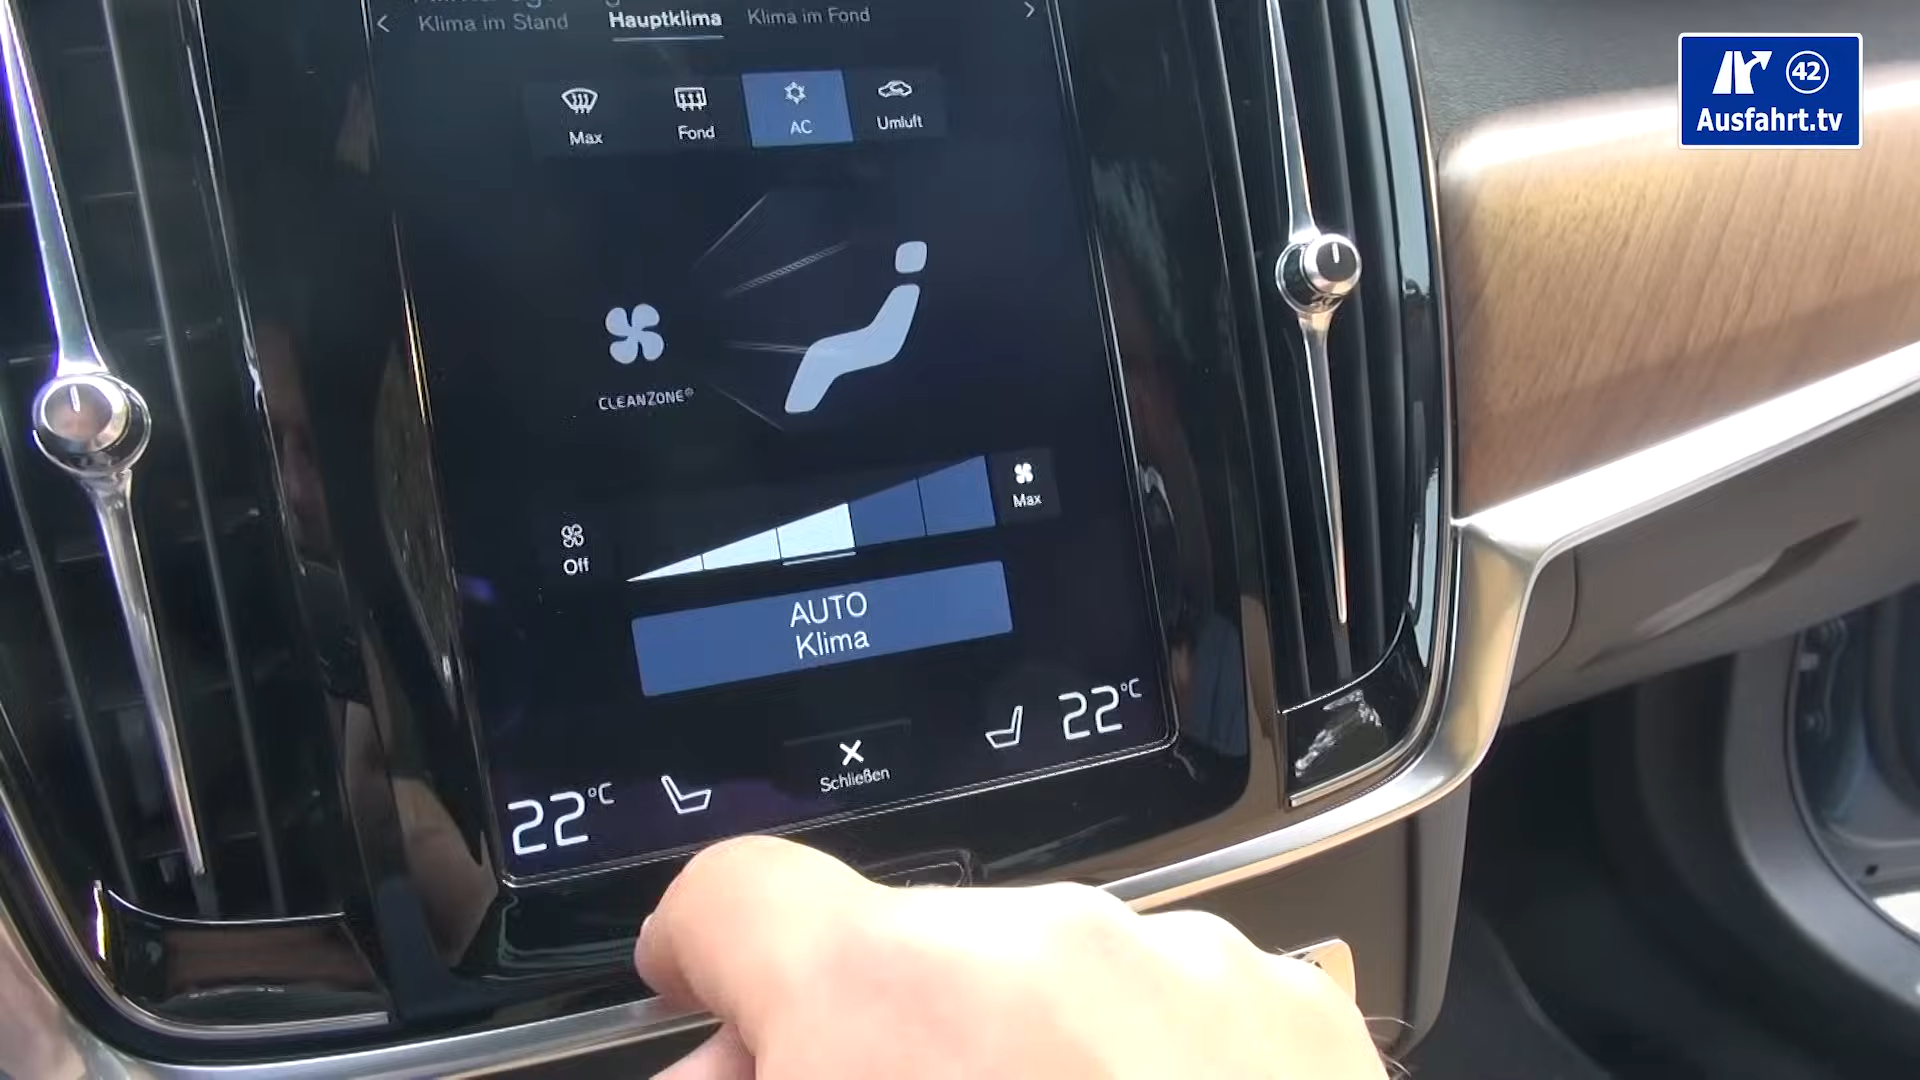 Klima im Stand Hauptklima Klima im Fond
Max Fond AC Umluft
42
Ausfahrt.tv
CLEANZONE®
Max
Off
AUTO
Klima
22°C
22°C
Schließen